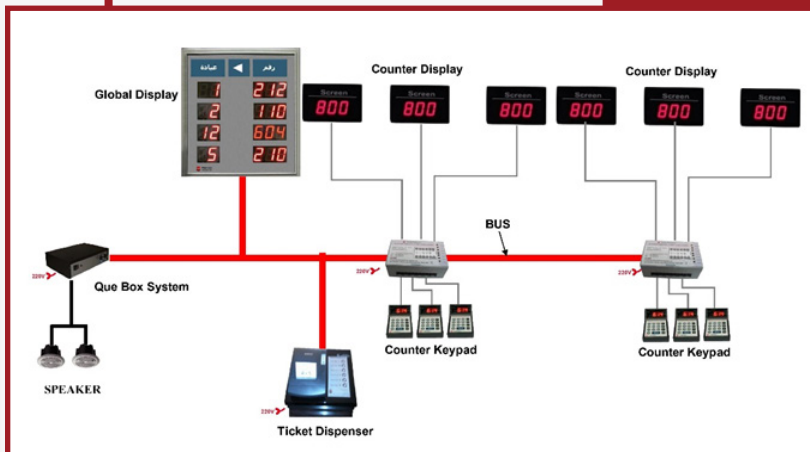 Global Display
عيادة ◀ رقم
1 212
2 110
12 604
5 210
Counter Display
Counter Display
Screen
800
Screen
800
Screen
800
Screen
800
Screen
800
Screen
800
BUS
220V
Que Box System
220V
220V
SPEAKER
Counter Keypad
Counter Keypad
220V
Ticket Dispenser